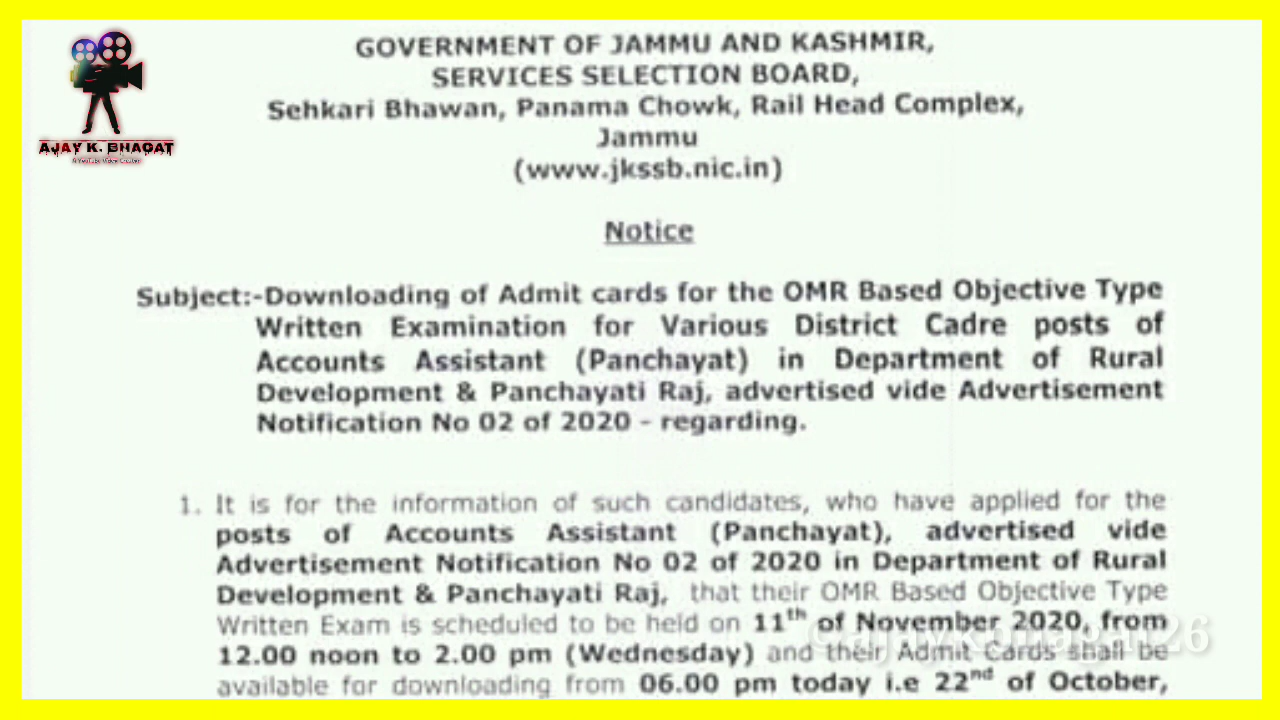 GOVERNMENT OF JAMMU AND KASHMIR,
SERVICES SELECTION BOARD,
Sehkari Bhawan, Panama Chowk, Rail Head Complex,
Jammu
(www.jkssb.nic.in)
AJAY K. BHAGAT
A YouTube Video Creator
Notice
Subject:-Downloading of Admit cards for the OMR Based Objective Type
Written Examination for Various District Cadre posts of
Accounts Assistant (Panchayat) in Department of Rural
Development & Panchayati Raj, advertised vide Advertisement
Notification No 02 of 2020 - regarding.
1. It is for the information of such candidates, who have applied for the
posts of Accounts Assistant (Panchayat), advertised vide
Advertisement Notification No 02 of 2020 in Department of Rural
Development & Panchayati Raj, that their OMR Based Objective Type
Written Exam is scheduled to be held on 11th of November 2020, from
12.00 noon to 2.00 pm (Wednesday) and their Admit Cards shall be
available for downloading from 06.00 pm today i.e 22nd of October,